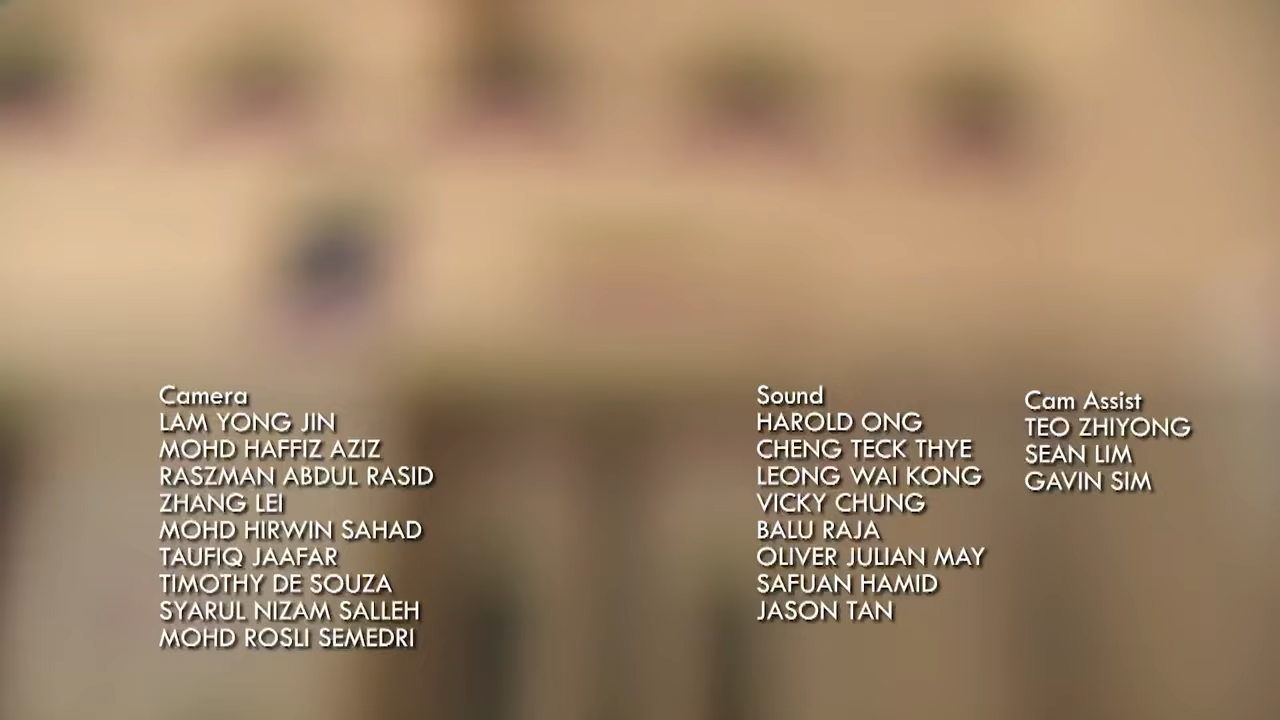 Camera
LAM YONG JIN
MOHD HAFFIZ AZIZ
RASZMAN ABDUL RASID
ZHANG LEI
MOHD HIRWIN SAHAD
TAUFIQ JAAFAR
TIMOTHY DE SOUZA
SYARUL NIZAM SALLEH
MOHD ROSLI SEMEDRI
Sound
HAROLD ONG
CHENG TECK THYE
LEONG WAI KONG
VICKY CHUNG
BALU RAJA
OLIVER JULIAN MAY
SAFUAN HAMID
JASON TAN
Cam Assist
TEO ZHIYONG
SEAN LIM
GAVIN SIM